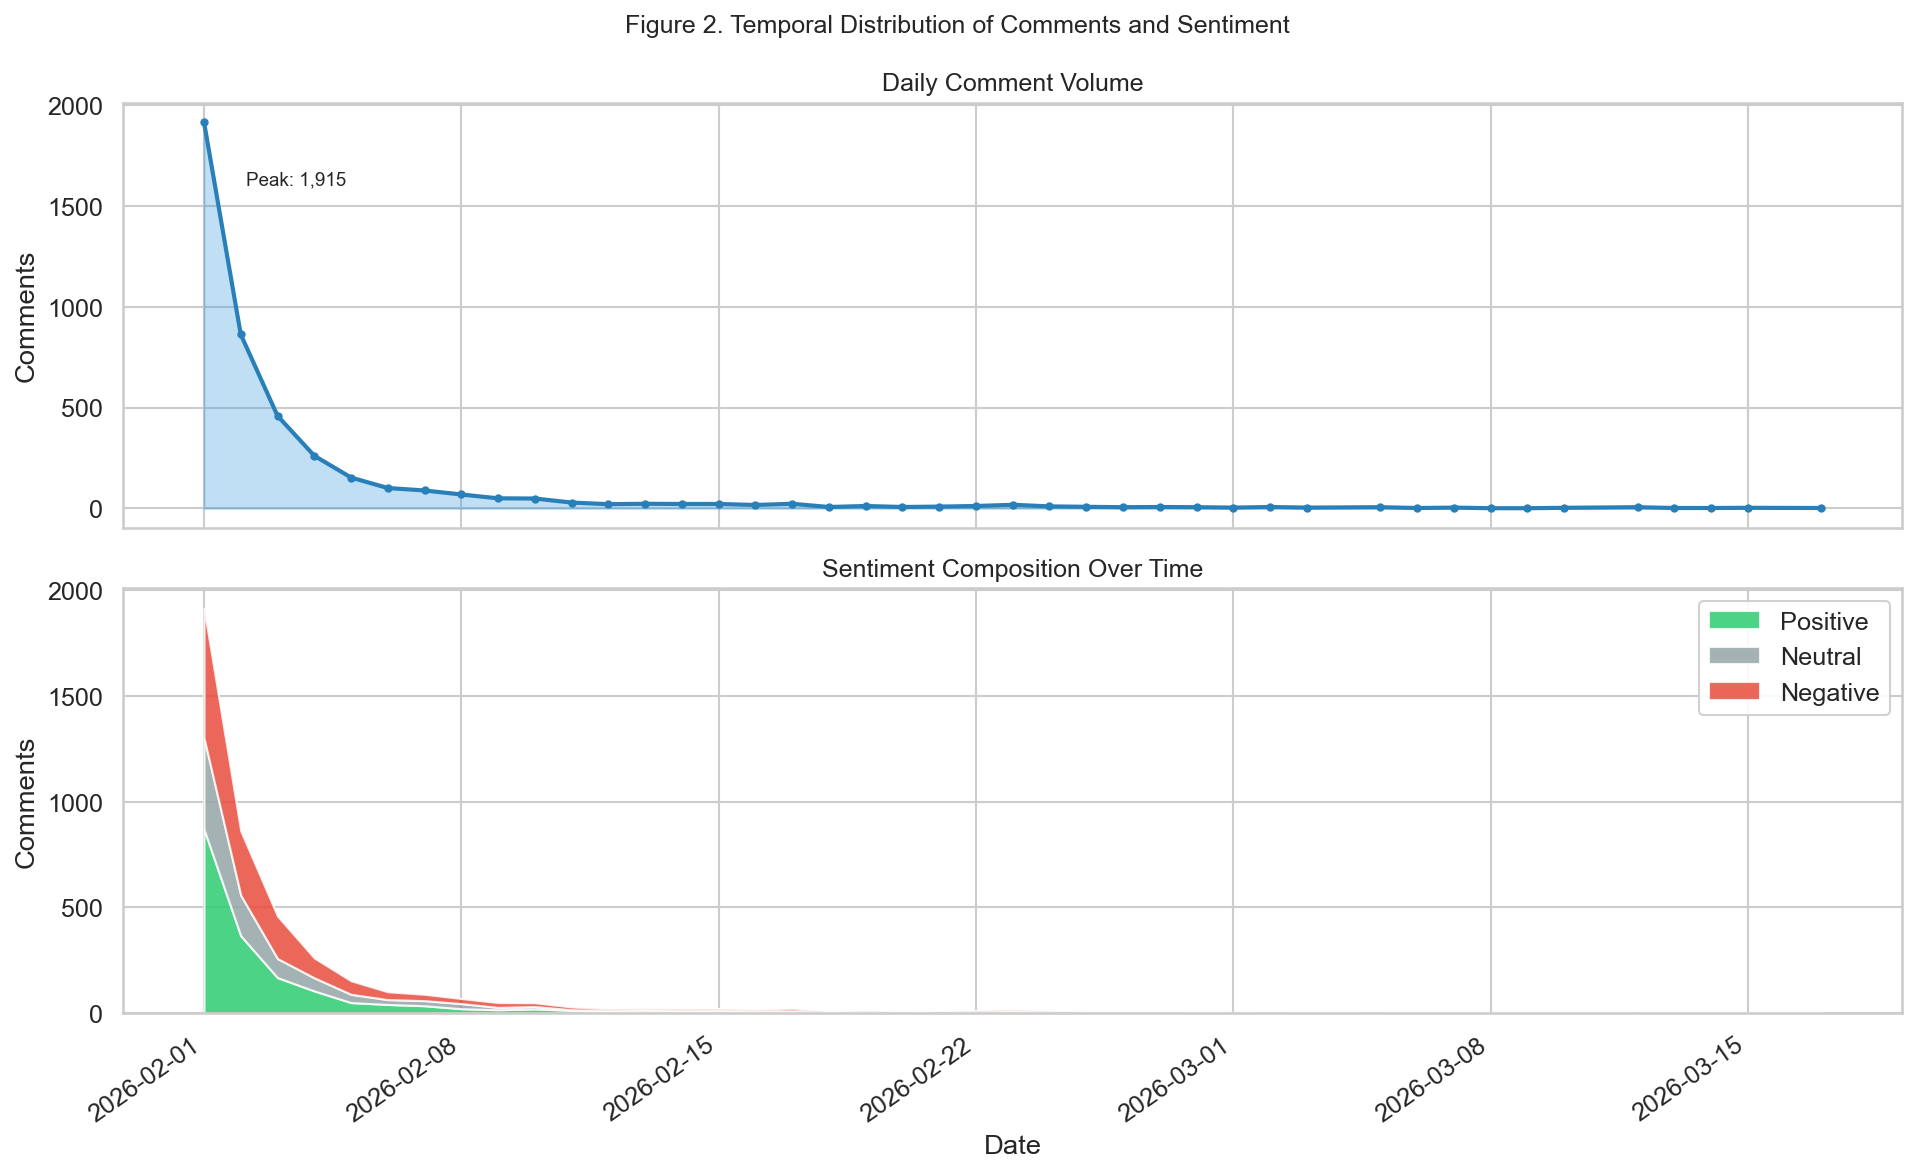 Figure 2. Temporal Distribution of Comments and Sentiment
Daily Comment Volume
2000
1500
1000
500
0
Comments
Peak: 1,915
Sentiment Composition Over Time
2000
1500
1000
500
0
Comments
Positive
Neutral
Negative
2026-02-01
2026-02-08
2026-02-15
2026-02-22
2026-03-01
2026-03-08
2026-03-15
Date